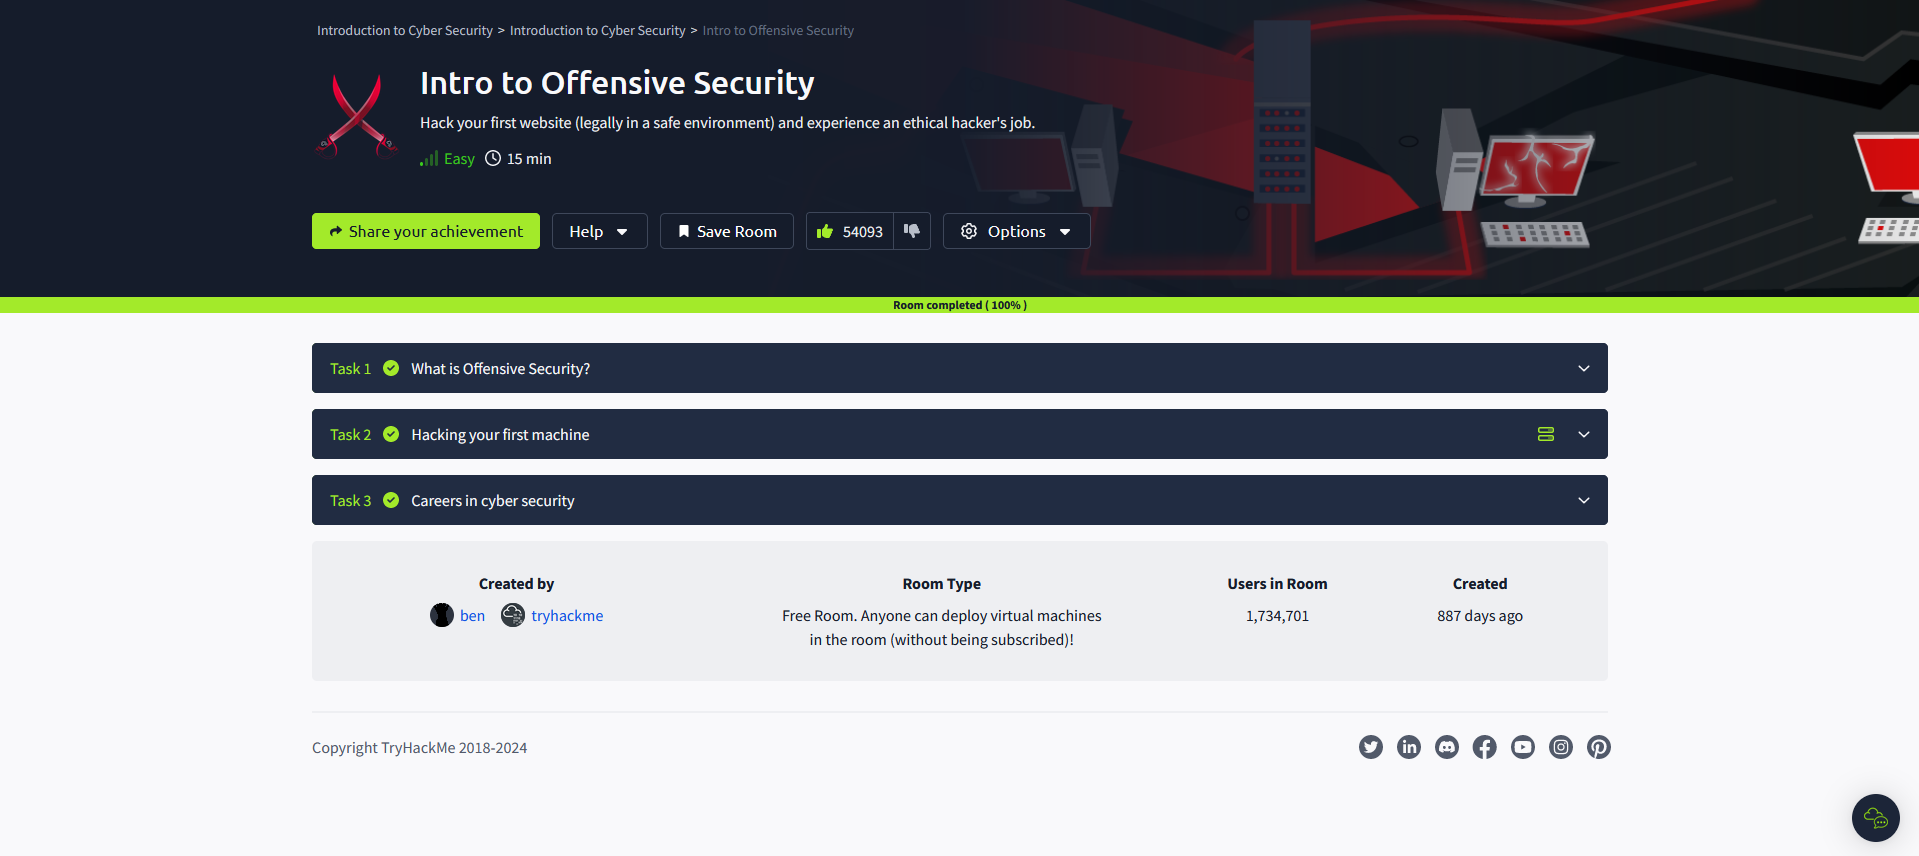 Introduction to Cyber Security > Introduction to Cyber Security > Intro to Offensive Security
Intro to Offensive Security
Hack your first website (legally in a safe environment) and experience an ethical hacker's job.
Easy 15 min
Share your achievement Help Save Room 54093 Options
Room completed ( 100% )
Task 1 What is Offensive Security?
Task 2 Hacking your first machine
Task 3 Careers in cyber security
Created by Room Type Users in Room Created
ben tryhackme Free Room. Anyone can deploy virtual machines 1,734,701 887 days ago
in the room (without being subscribed)!
Copyright TryHackMe 2018-2024